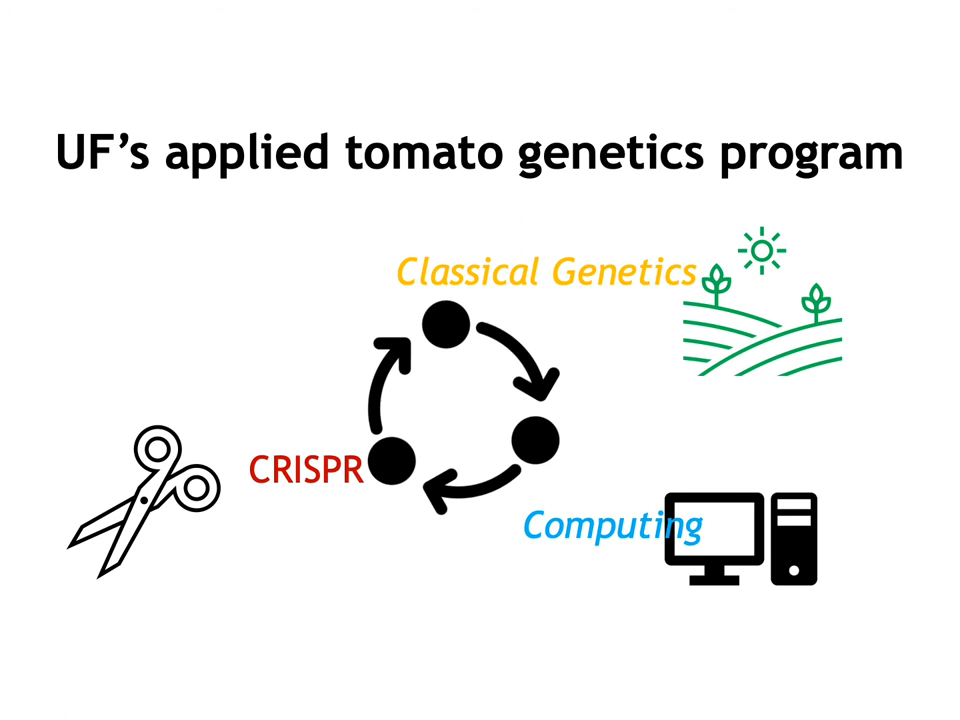 UF’s applied tomato genetics program
Classical Genetics
CRISPR
Computing